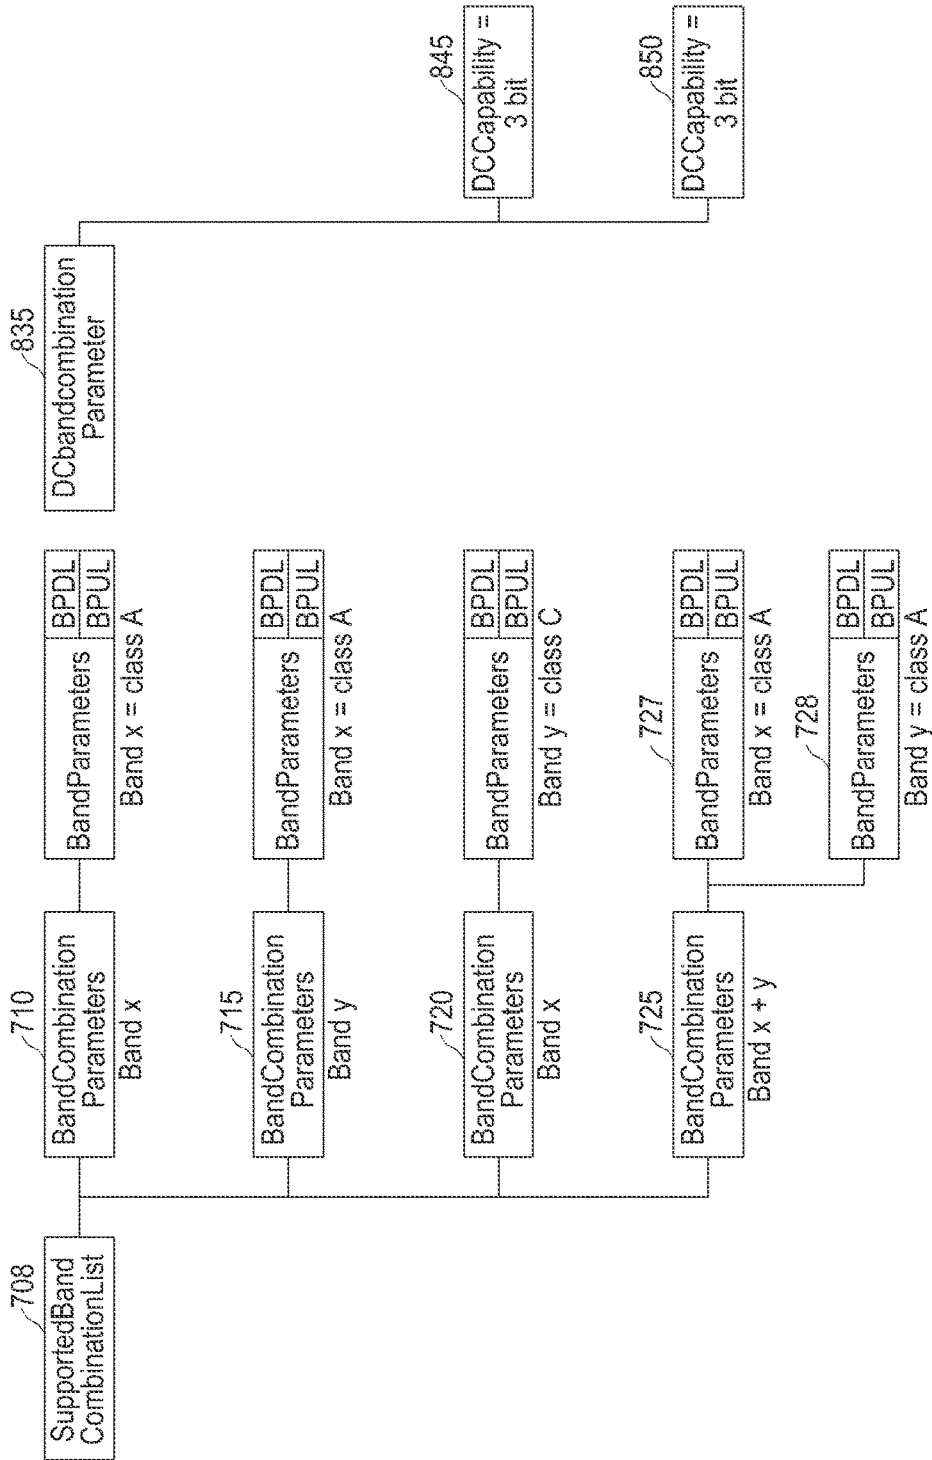 708
SupportedBand
CombinationList
710
BandCombination
Parameters
Band x
BandParameters
BPDL
BPUL
Band x = class A
715
BandCombination
Parameters
Band y
BandParameters
BPDL
BPUL
Band x = class A
720
BandCombination
Parameters
Band x
BandParameters
BPDL
BPUL
Band y = class C
725
BandCombination
Parameters
Band x + y
727
BandParameters
BPDL
BPUL
Band x = class A
728
BandParameters
BPDL
BPUL
Band y = class A
835
DCbandcombination
Parameter
845
DCCapability =
3 bit
850
DCCapability =
3 bit